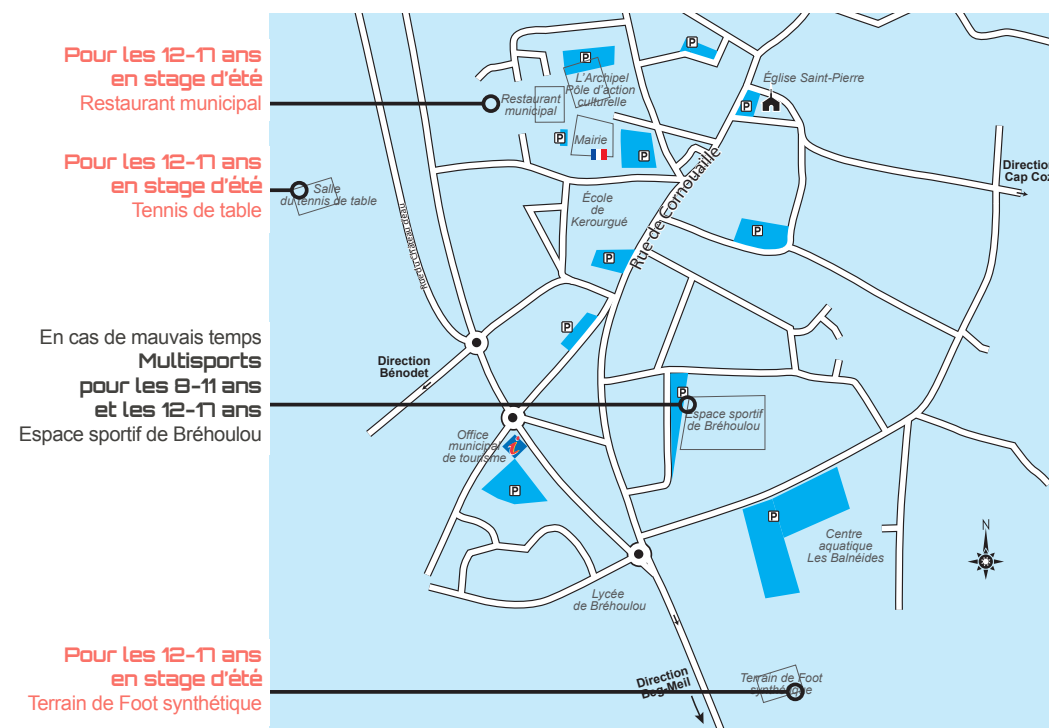 Pour les 12-17 ans
en stage d'été
Restaurant municipal
Pour les 12-17 ans
en stage d'été
Tennis de table
En cas de mauvais temps
Multisports
pour les 8-11 ans
et les 12-17 ans
Espace sportif de Bréhoulou
Pour les 12-17 ans
en stage d'été
Terrain de Foot synthétique
P
P
L'Archipel
Pôle d'action
culturelle
Église Saint-Pierre
P
Restaurant
municipal
P
Mairie
P
Direction
Cap Coz
Salle
du tennis de table
École
de
Kerourgué
Rue de Cornouaille
P
P
P
Direction
Bénodet
P
Espace sportif
de Bréhoulou
Office
municipal
de tourisme
i
P
P
Centre
aquatique
Les Balnéides
N
Lycée
de Bréhoulou
Direction
Beg-Meil
Terrain de Foot
synthétique